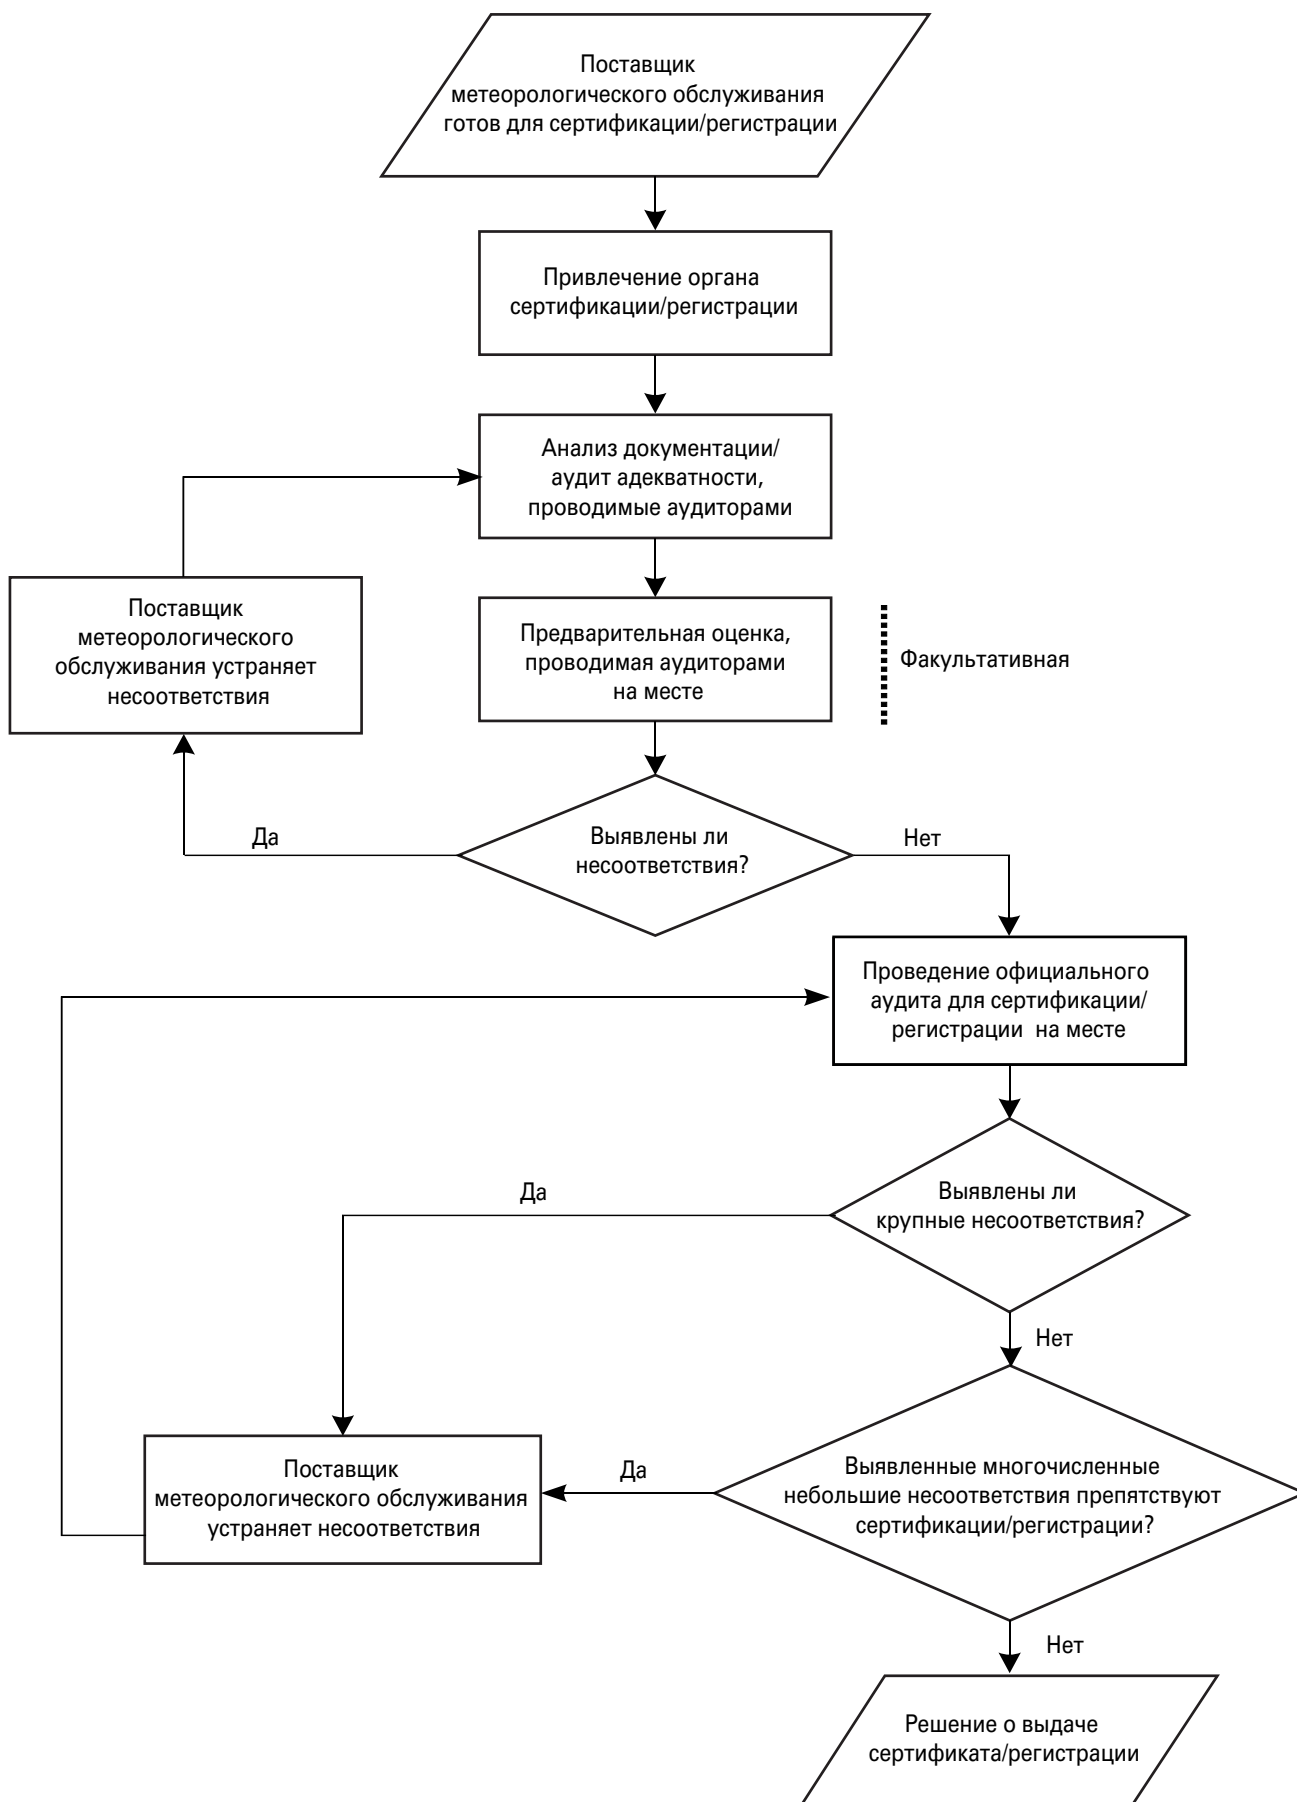 Поставщик
метеорологического обслуживания
готов для сертификации/регистрации
Привлечение органа
сертификации/регистрации
Анализ документации/
аудит адекватности,
проводимые аудиторами
Поставщик
метеорологического
обслуживания устраняет
несоответствия
Предварительная оценка,
проводимая аудиторами
на месте
Факультативная
Да
Выявлены ли
несоответствия?
Нет
Проведение официального
аудита для сертификации/
регистрации на месте
Да
Выявлены ли
крупные несоответствия?
Нет
Поставщик
метеорологического обслуживания
устраняет несоответствия
Да
Выявленные многочисленные
небольшие несоответствия препятствуют
сертификации/регистрации?
Нет
Решение о выдаче
сертификата/регистрации